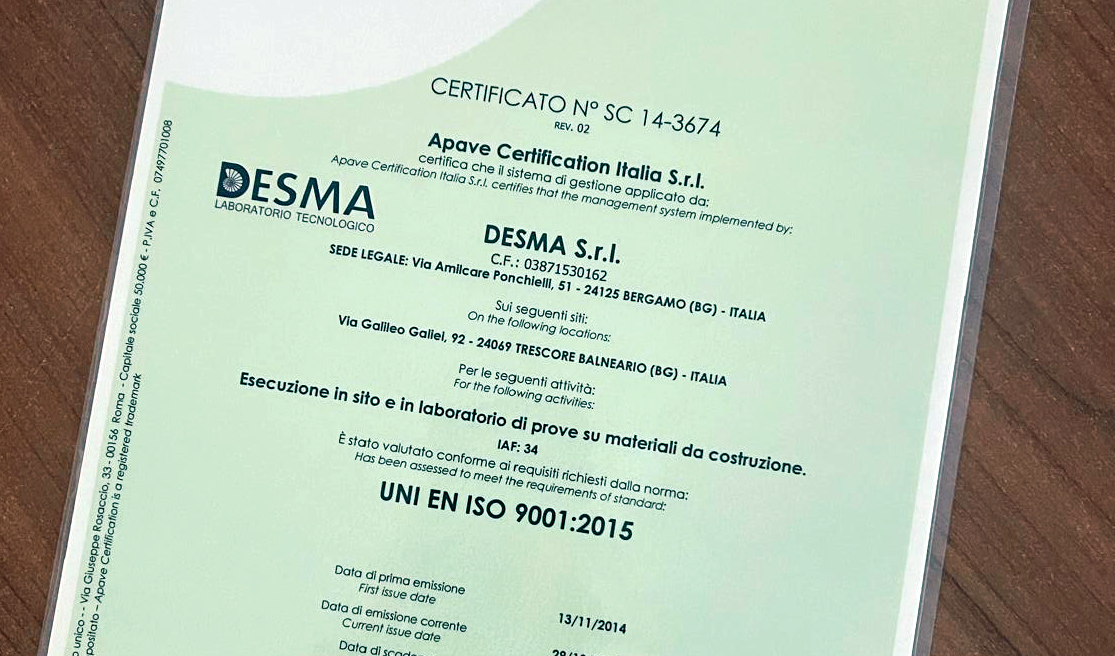 CERTIFICATO N° SC 14-3674
REV. 02
Apave Certification Italia S.r.l.
certifica che il sistema di gestione applicato da:
Apave Certification Italia S.r.l. certifies that the management system implemented by:
DESMA
LABORATORIO TECNOLOGICO
DESMA S.r.l.
C.F.: 03871530162
SEDE LEGALE: Via Amilcare Ponchielli, 51 - 24125 BERGAMO (BG) - ITALIA
Sui seguenti siti:
On the following locations:
Via Galileo Galiei, 92 - 24069 TRESCORE BALNEARIO (BG) - ITALIA
Per le seguenti attività:
For the following activities:
Esecuzione in sito e in laboratorio di prove su materiali da costruzione.
IAF: 34
È stato valutato conforme ai requisiti richiesti dalla norma:
Has been assessed to meet the requirements of standard:
UNI EN ISO 9001:2015
Data di prima emissione
First issue date
13/11/2014
Data di emissione corrente
Current issue date
Data di
unico - - Via Giuseppe Rosaccio, 33 - 00156 Roma - Capitale sociale 50.000 € - P.IVA e C.F. 07497701008
– Apave Certification is a registered trademark